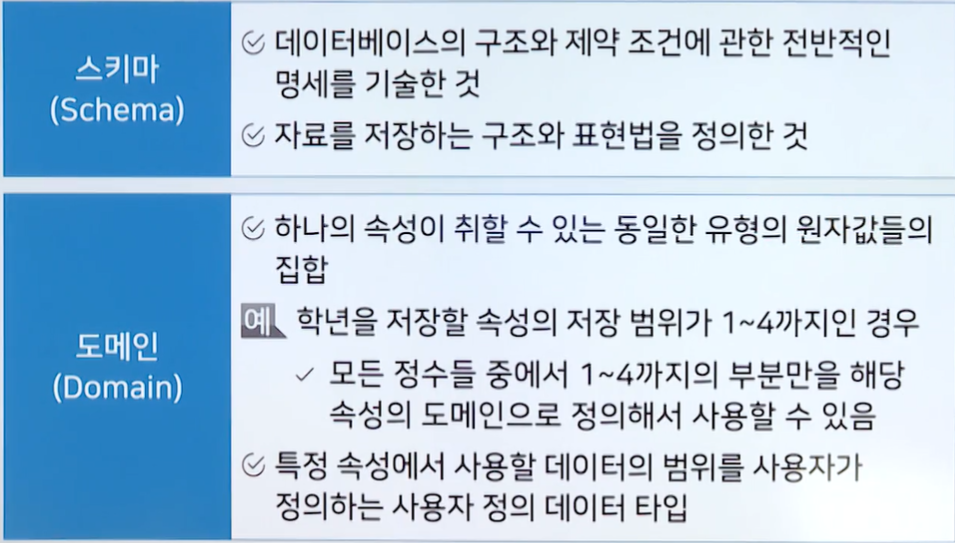 스키마
(Schema)
데이터베이스의 구조와 제약 조건에 관한 전반적인
명세를 기술한 것
자료를 저장하는 구조와 표현법을 정의한 것
도메인
(Domain)
하나의 속성이 취할 수 있는 동일한 유형의 원자값들의
집합
예 학년을 저장할 속성의 저장 범위가 1~4까지인 경우
모든 정수들 중에서 1~4까지의 부분만을 해당
속성의 도메인으로 정의해서 사용할 수 있음
특정 속성에서 사용할 데이터의 범위를 사용자가
정의하는 사용자 정의 데이터 타입